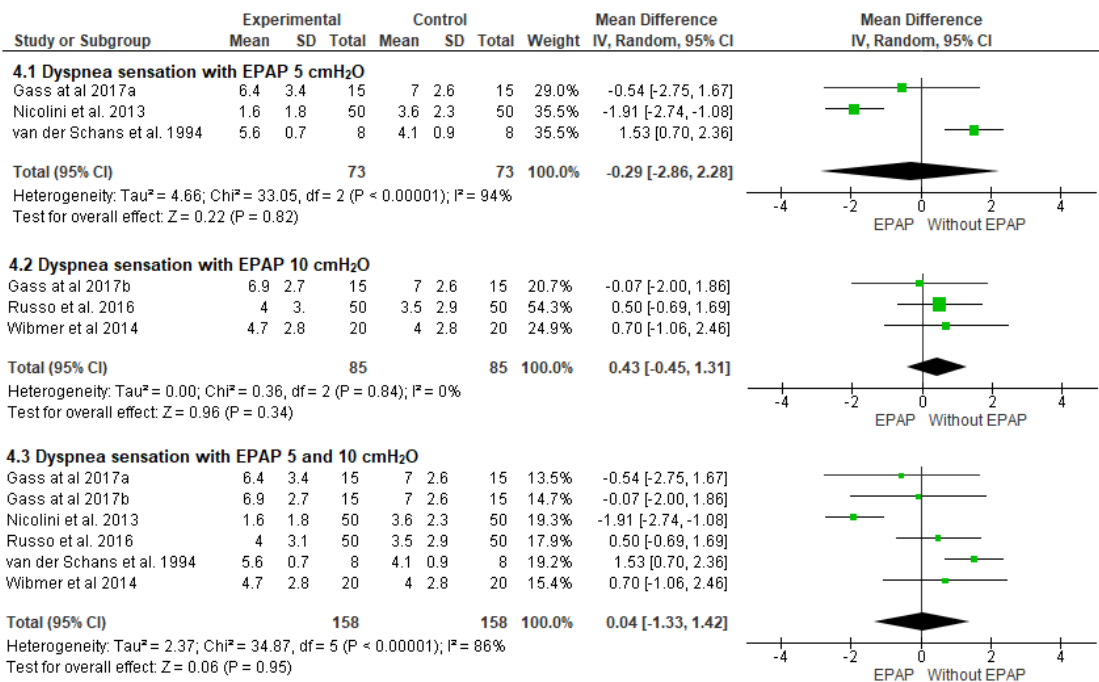 Experimental Control Mean Difference Mean Difference
Study or Subgroup Mean SD Total Mean SD Total Weight IV, Random, 95% CI IV, Random, 95% CI
4.1 Dyspnea sensation with EPAP 5 cmH₂O
Gass at all 2017a 6.4 3.4 15 7 2.6 15 29.0% -0.54 [-2.75, 1.67]
Nicolini et al. 2013 1.6 1.8 50 3.6 2.3 50 35.5% -1.91 [-2.74, -1.08]
van der Schans et al. 1994 5.6 0.7 8 4.1 0.9 8 35.5% 1.53 [0.70, 2.36]
Total (95% CI) 73 73 100.0% -0.29 [-2.86, 2.28]
Heterogeneity: Tau² = 4.66; Chi² = 33.05, df = 2 (P < 0.00001); I² = 94%
Test for overall effect: Z = 0.22 (P = 0.82)
-4 -2 0 2 4
EPAP Without EPAP
4.2 Dyspnea sensation with EPAP 10 cmH₂O
Gass at all 2017b 6.9 2.7 15 7 2.6 15 20.7% -0.07 [-2.00, 1.86]
Russo et al. 2016 4 3. 50 3.5 2.9 50 54.3% 0.50 [-0.69, 1.69]
Wibmer et al 2014 4.7 2.8 20 4 2.8 20 24.9% 0.70 [-1.06, 2.46]
Total (95% CI) 85 85 100.0% 0.43 [-0.45, 1.31]
Heterogeneity: Tau² = 0.00; Chi² = 0.36, df = 2 (P = 0.84); I² = 0%
Test for overall effect: Z = 0.96 (P = 0.34)
-4 -2 0 2 4
EPAP Without EPAP
4.3 Dyspnea sensation with EPAP 5 and 10 cmH₂O
Gass at al 2017a 6.4 3.4 15 7 2.6 15 13.5% -0.54 [-2.75, 1.67]
Gass at al 2017b 6.9 2.7 15 7 2.6 15 14.7% -0.07 [-2.00, 1.86]
Nicolini et al. 2013 1.6 1.8 50 3.6 2.3 50 19.3% -1.91 [-2.74, -1.08]
Russo et al. 2016 4 3.1 50 3.5 2.9 50 17.9% 0.50 [-0.69, 1.69]
van der Schans et al. 1994 5.6 0.7 8 4.1 0.9 8 19.2% 1.53 [0.70, 2.36]
Wibmer et al 2014 4.7 2.8 20 4 2.8 20 15.4% 0.70 [-1.06, 2.46]
Total (95% CI) 158 158 100.0% 0.04 [-1.33, 1.42]
Heterogeneity: Tau² = 2.37; Chi² = 34.87, df = 5 (P < 0.00001); I² = 86%
Test for overall effect: Z = 0.06 (P = 0.95)
-4 -2 0 2 4
EPAP Without EPAP